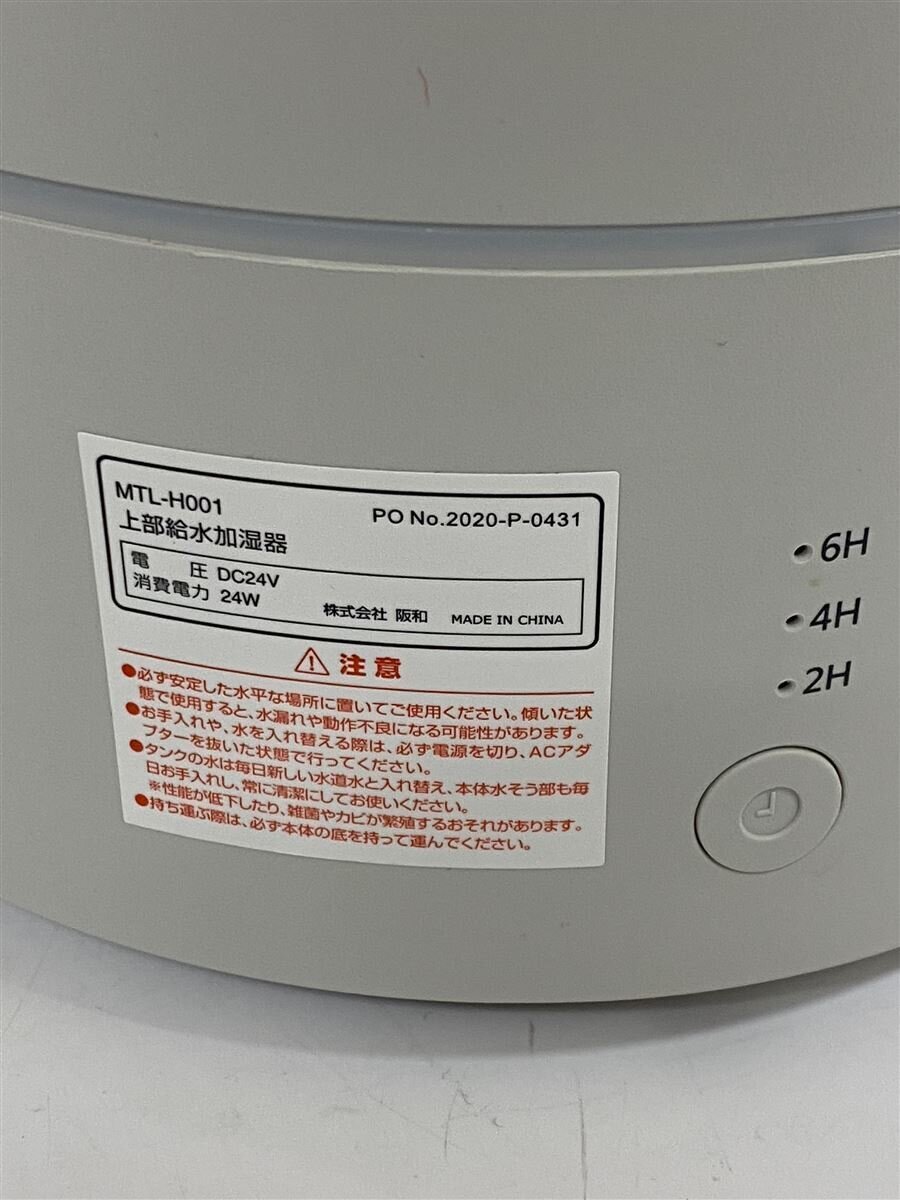 MTL-H001
PO No.2020-P-0431
上部給水加湿器
電 圧 DC24V
消費電力 24W
株式会社 阪和 MADE IN CHINA
注意
●必ず安定した水平な場所に置いてご使用ください。傾いた状
態で使用すると、水漏れや動作不良になる可能性があります。
●お手入れや、水を入れ替える際は、必ず電源を切り、ACアダ
プターを抜いた状態で行ってください。
●タンクの水は毎日新しい水道水と入れ替え、本体水そう部も毎
日お手入れし、常に清潔にしてお使いください。
※性能が低下したり、雑菌やカビが繁殖するおそれがあります。
●持ち運ぶ際は、必ず本体の底を持って運んでください。
6H
4H
2H